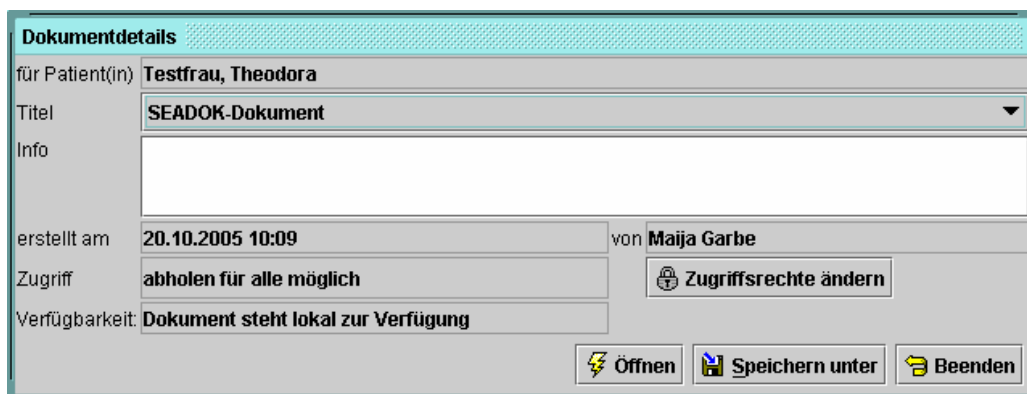 Dokumentdetails
für Patient(in) Testfrau, Theodora
Titel SEADOK-Dokument
Info
erstellt am 20.10.2005 10:09 von Maija Garbe
Zugriff abholen für alle möglich Zugriffsrechte ändern
Verfügbarkeit: Dokument steht lokal zur Verfügung
Öffnen Speichern unter Beenden